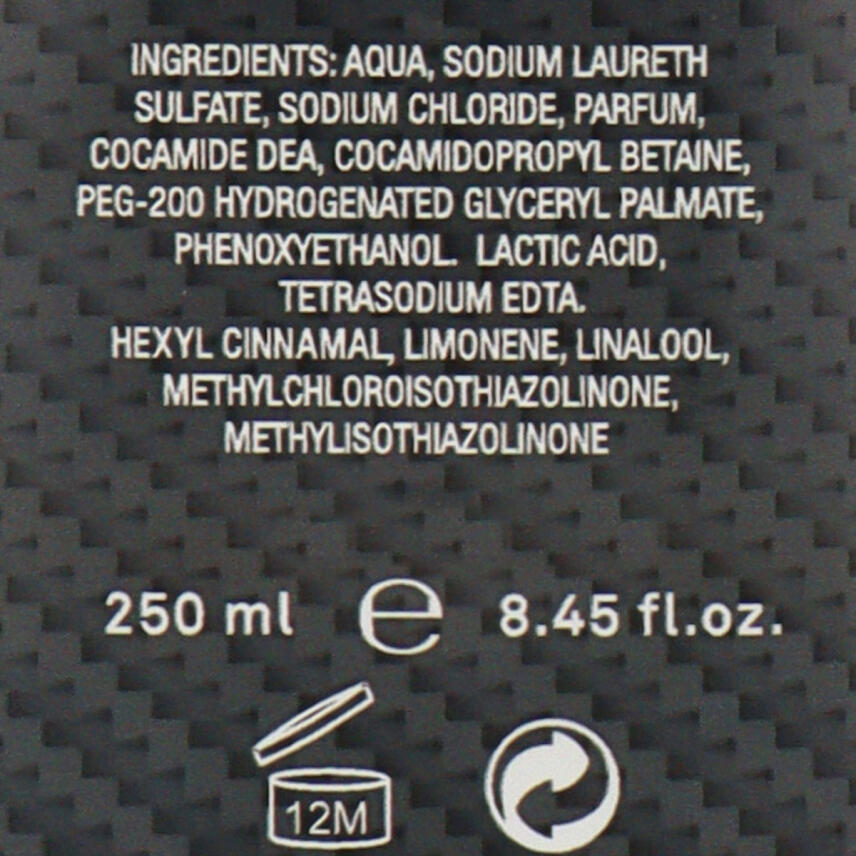 INGREDIENTS: AQUA, SODIUM LAURETH
SULFATE, SODIUM CHLORIDE, PARFUM,
COCAMIDE DEA, COCAMIDOPROPYL BETAINE,
PEG-200 HYDROGENATED GLYCERYL PALMATE,
PHENOXYETHANOL. LACTIC ACID,
TETRASODIUM EDTA.
HEXYL CINNAMAL, LIMONENE, LINALOOL,
METHYLCHLOROISOTHIAZOLINONE,
METHYLISOTHIAZOLINONE
250 ml e 8.45 fl.oz.
12M